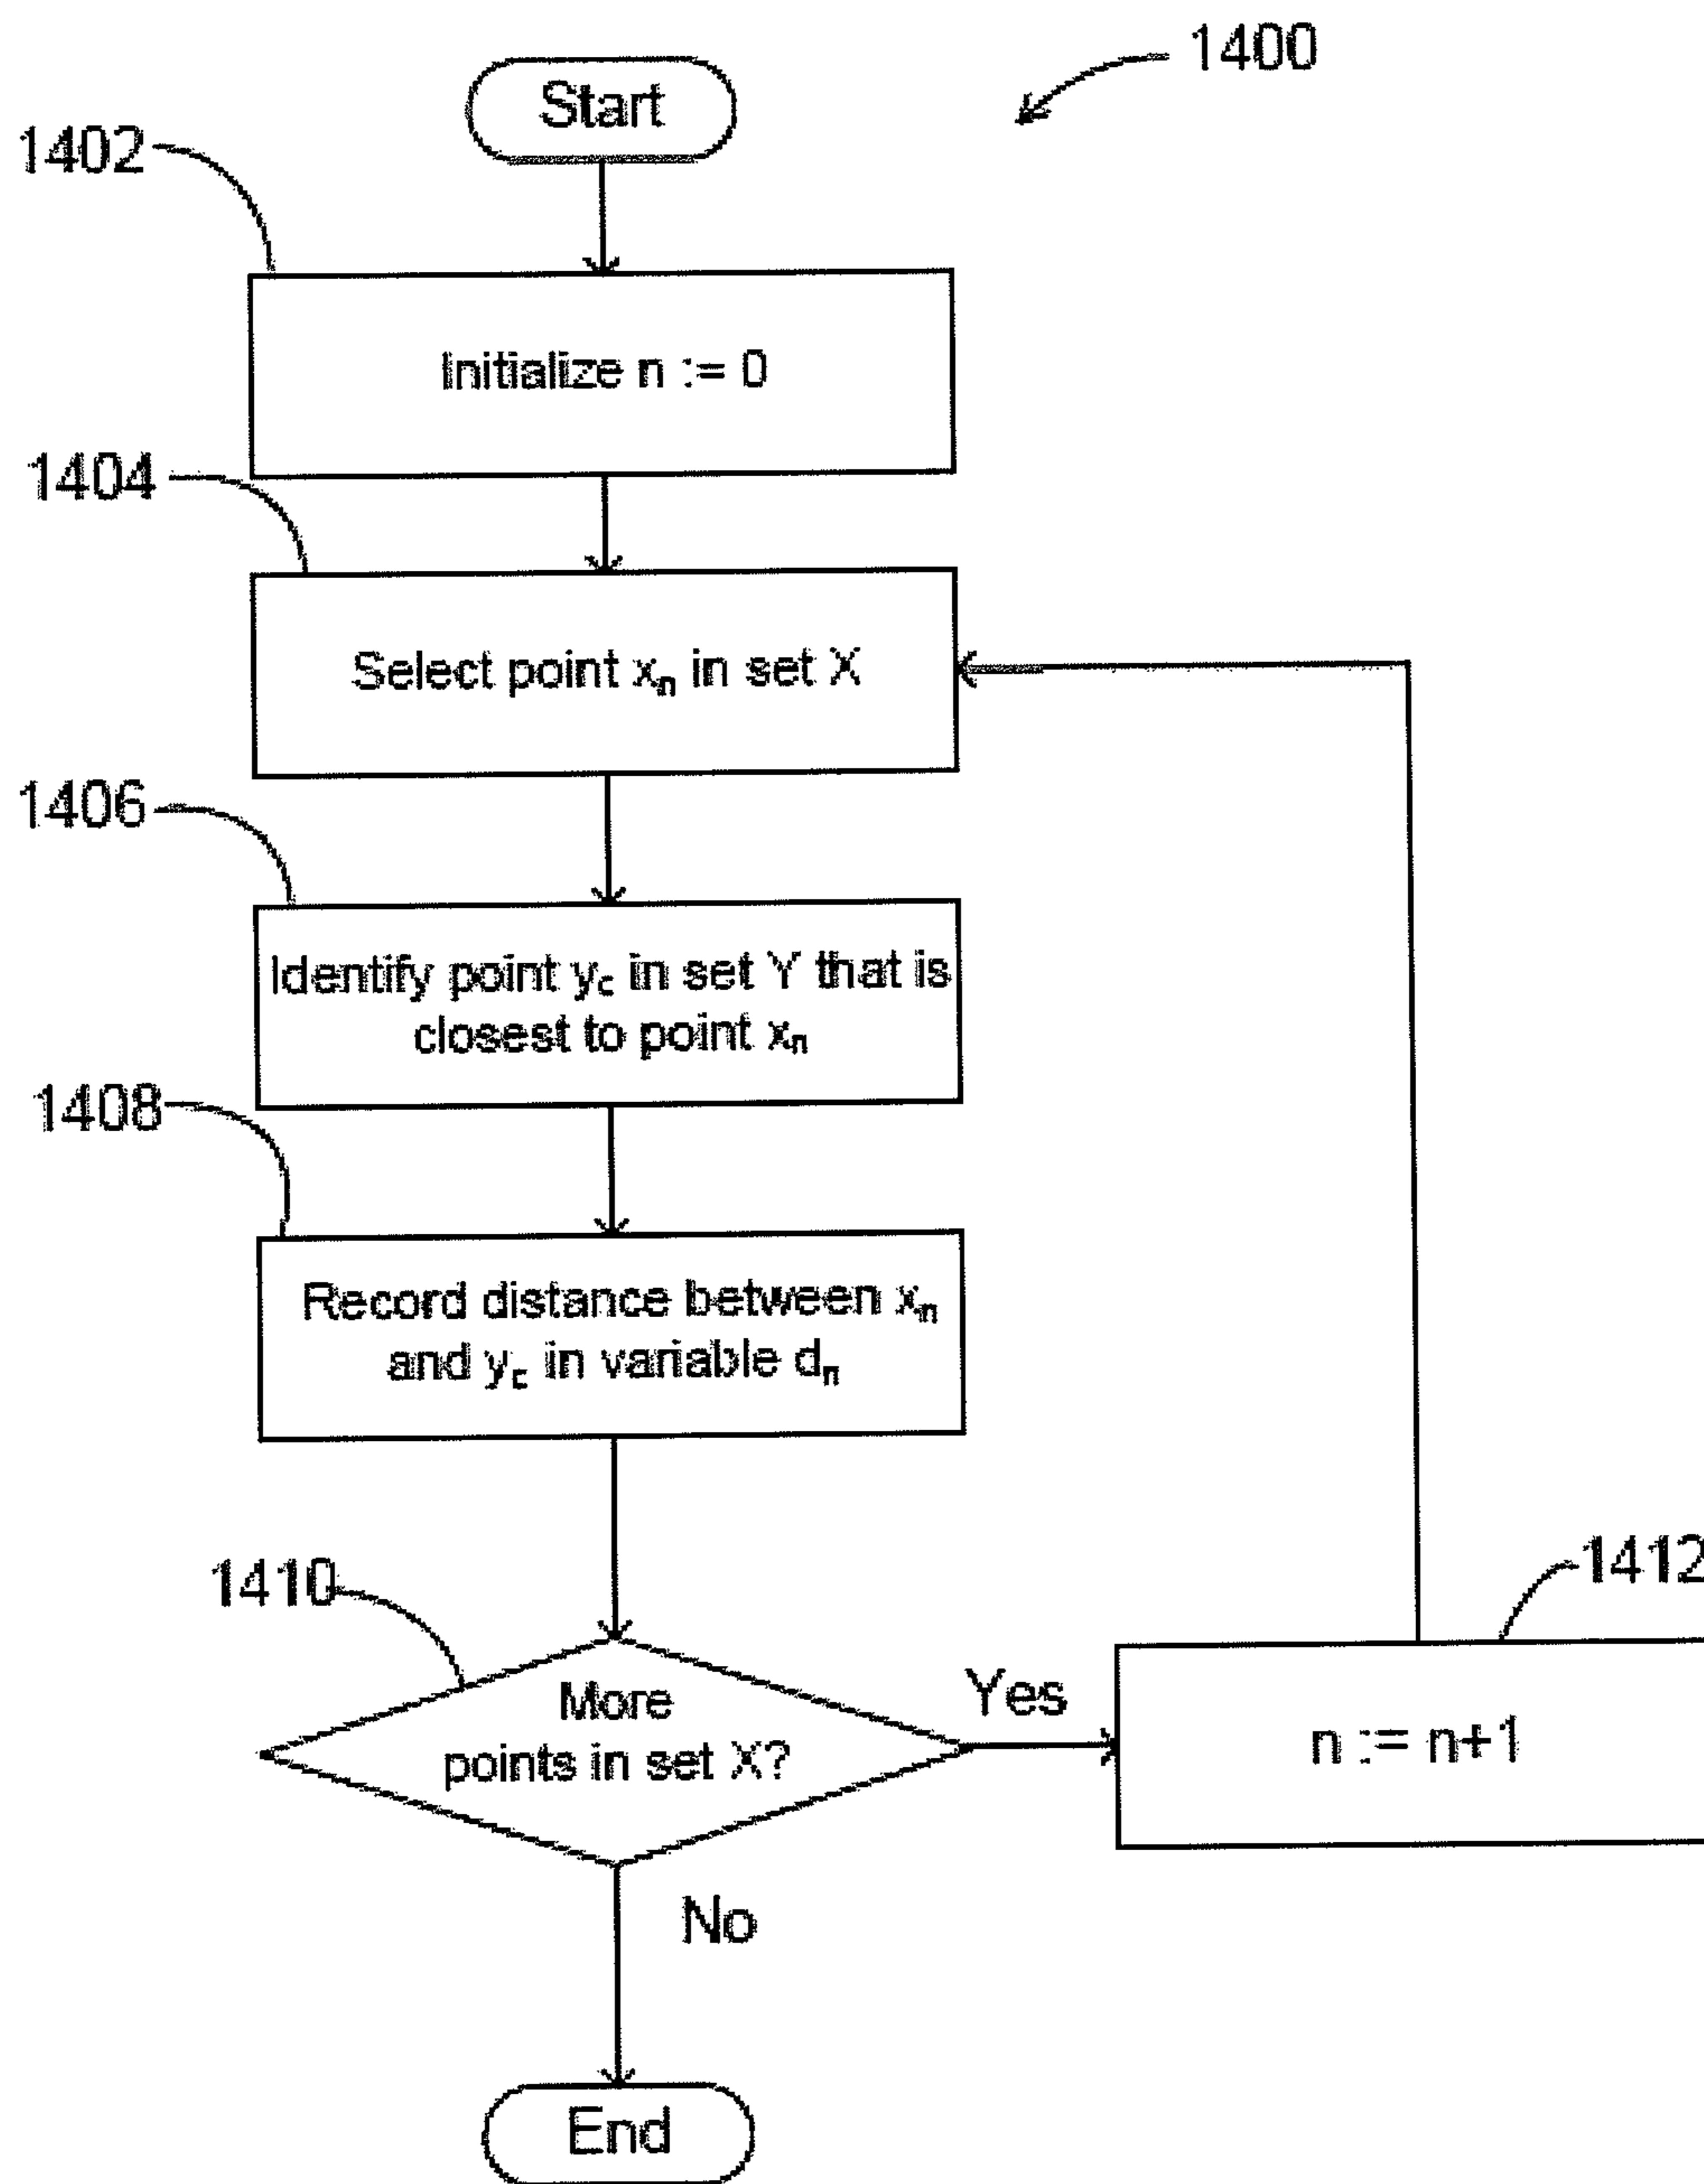 1400
Start
1402
Initialize n := 0
1404
Select point xₙ in set X
1406
Identify point y꜀ in set Y that is
closest to point xₙ
1408
Record distance between xₙ
and y꜀ in variable dₙ
1410
More
points in set X?
Yes
1412
n := n+1
No
End